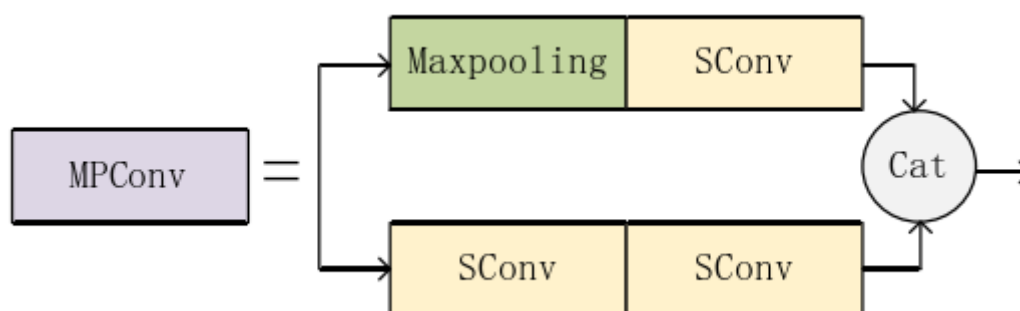 Maxpooling SConv
MPConv = Cat
SConv SConv